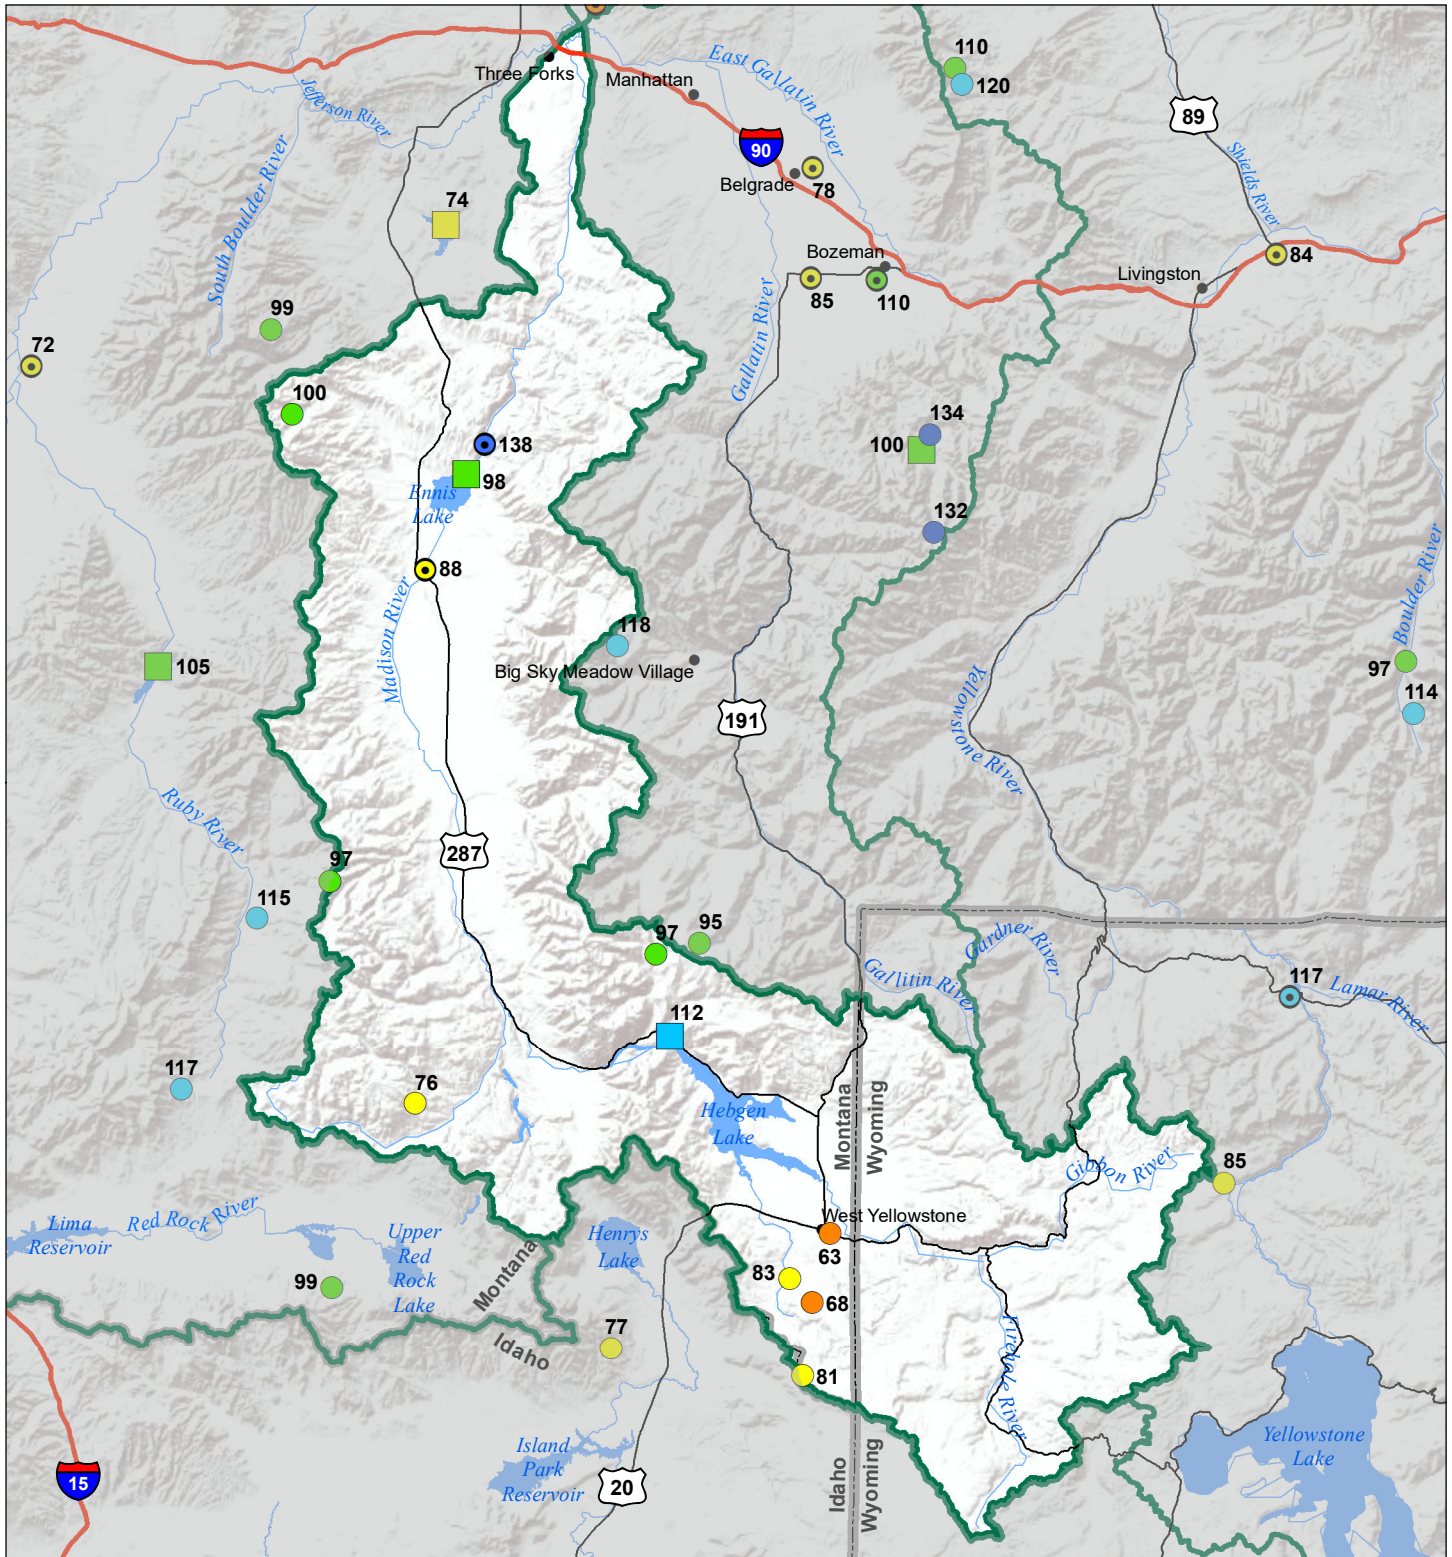 110
120
Three Forks
Manhattan
East Gallatin River
89
Jefferson River
90
Belgrade
78
Shields River
South Boulder River
74
Bozeman
85
110
Livingston
84
99
72
Gallatin River
100
138
98
Ennis
Lake
134
100
132
88
Madison River
118
Big Sky Meadow Village
105
191
Yellowstone River
Boulder River
97
114
Ruby River
287
97
115
97
95
Gallitin River
Gardner River
117
Lamar River
112
117
76
Hebgen
Lake
Montana
Wyoming
Gibbon River
85
Lima
Reservoir
Red Rock River
Upper
Red
Rock
Lake
Montana
Henrys
Lake
West Yellowstone
63
83
68
99
Idaho
77
81
Firehole River
Island
Park
Reservoir
20
15
Idaho
Wyoming
Yellowstone
Lake